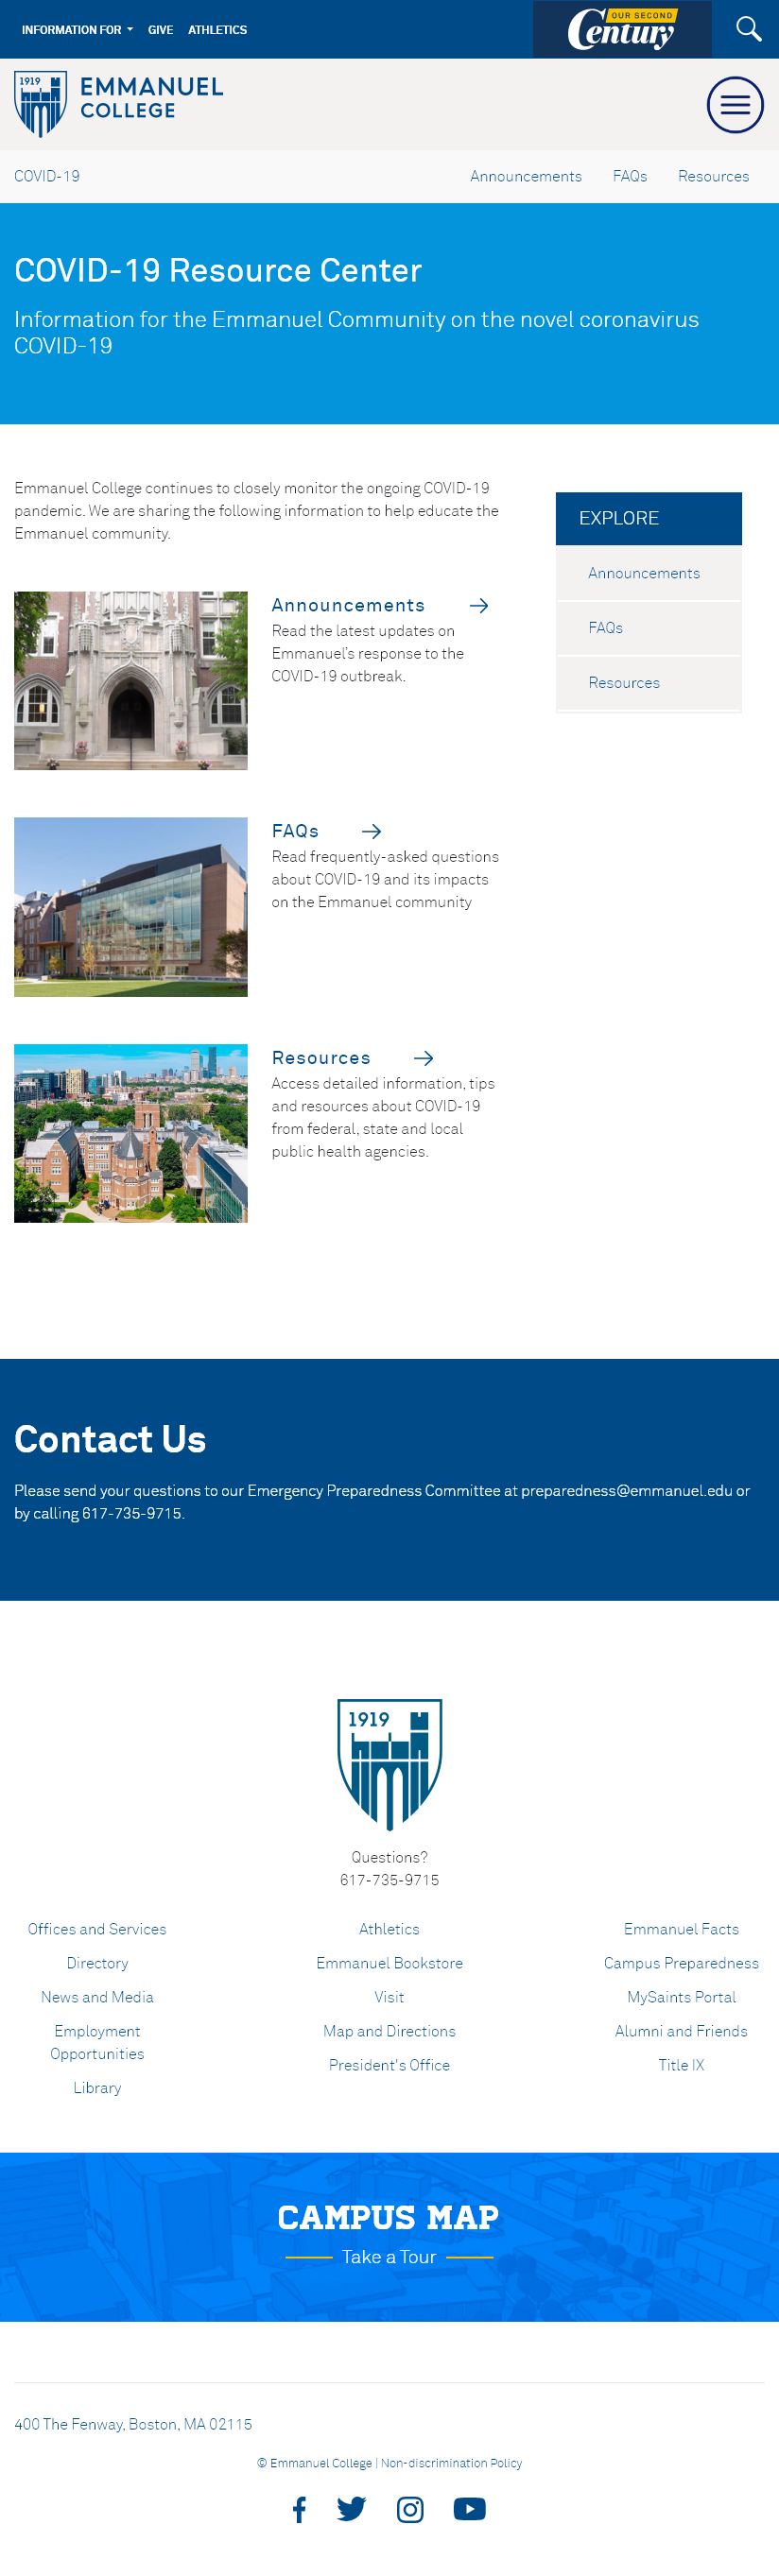 INFORMATION FOR
GIVE
ATHLETICS
OUR SECOND
Century
1919
EMMANUEL
COLLEGE
COVID-19
Announcements
FAQs
Resources
COVID-19 Resource Center
Information for the Emmanuel Community on the novel coronavirus
COVID-19
Emmanuel College continues to closely monitor the ongoing COVID-19
pandemic. We are sharing the following information to help educate the
Emmanuel community.
Announcements
Read the latest updates on
Emmanuel's response to the
COVID-19 outbreak.
FAQs
Read frequently-asked questions
about COVID-19 and its impacts
on the Emmanuel community
Resources
Access detailed information, tips
and resources about COVID-19
from federal, state and local
public health agencies.
EXPLORE
Announcements
FAQs
Resources
Contact Us
Please send your questions to our Emergency Preparedness Committee at preparedness@emmanuel.edu or
by calling 617-735-9715.
1919
Questions?
617-735-9715
Offices and Services
Directory
News and Media
Employment
Opportunities
Library
Athletics
Emmanuel Bookstore
Visit
Map and Directions
President's Office
Emmanuel Facts
Campus Preparedness
MySaints Portal
Alumni and Friends
Title IX
CAMPUS MAP
Take a Tour
400 The Fenway, Boston, MA 02115
© Emmanuel College | Non-discrimination Policy